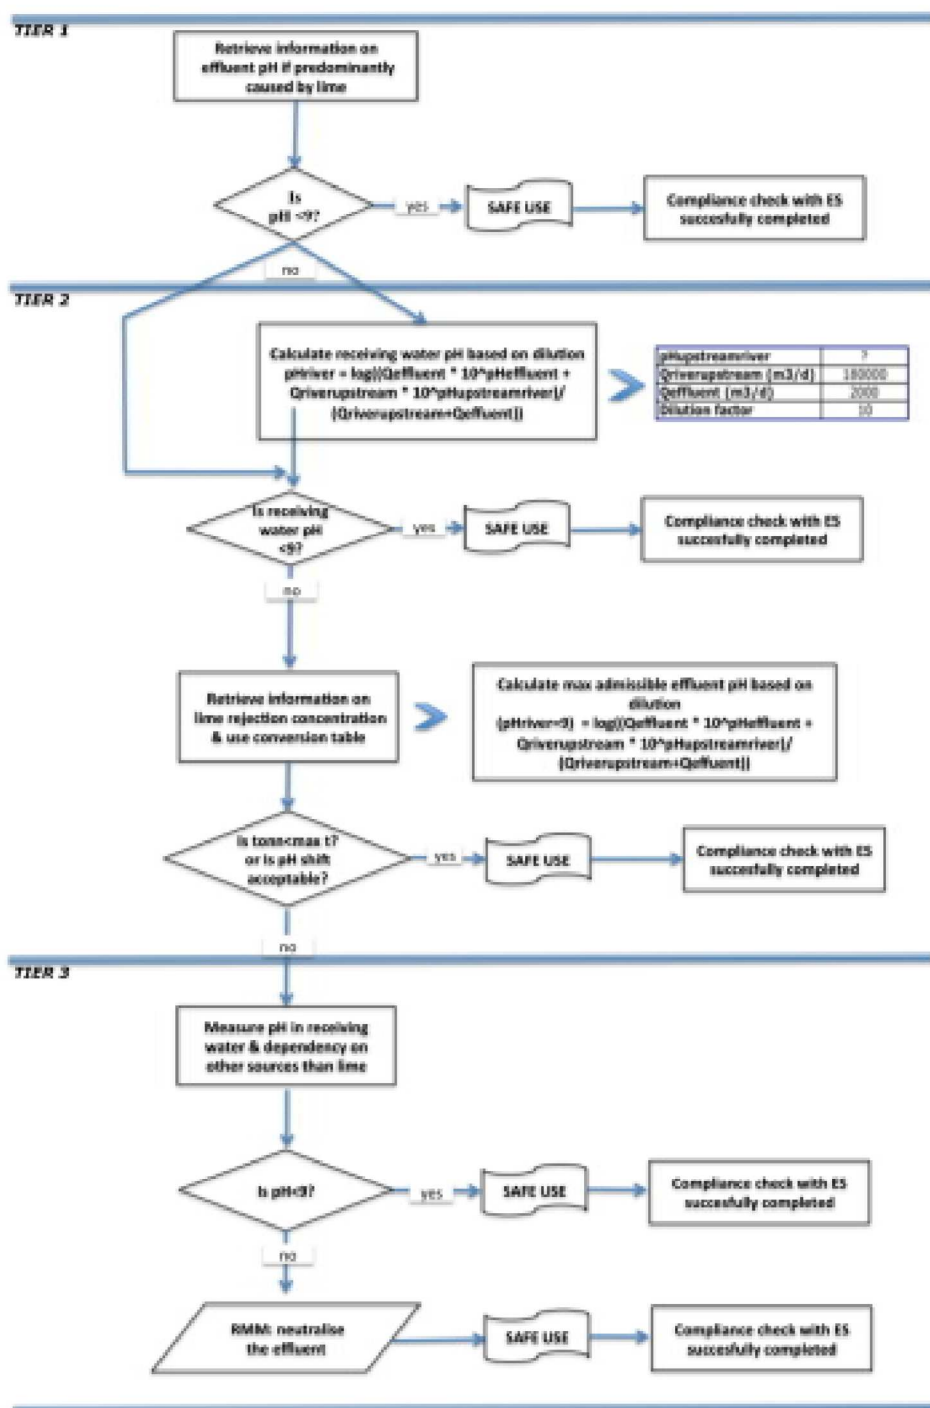 TIER 1
Retrieve information on
effluent pH if predominantly
caused by lime
Is
pH <9?
yes
SAFE USE
Compliance check with ES
succesfully completed
no
TIER 2
Calculate receiving water pH based on dilution
pHriver = log((Qeffluent * 10^pHeffluent +
Qriverupstream * 10^pHupstreamriver)/
(Qriverupstream+Qeffuent))
pHupstreamriver ?
Qriverupstream (m3/d) 180000
Qeffluent (m3/d) 2000
Dilution factor 10
Is receiving
water pH
<9?
yes
SAFE USE
Compliance check with ES
succesfully completed
no
Retrieve information on
lime rejection concentration
& use conversion table
Calculate max admissible effluent pH based on
dilution
(pHriver=9) = log((Qeffluent * 10^pHeffluent +
Qriverupstream * 10^pHupstreamriver)/
(Qriverupstream+Qeffuent))
Is tonn<max t?
or is pH shift
acceptable?
yes
SAFE USE
Compliance check with ES
succesfully completed
no
TIER 3
Measure pH in receiving
water & dependency on
other sources than lime
Is pH<9?
yes
SAFE USE
Compliance check with ES
succesfully completed
no
RMM: neutralise
the effluent
SAFE USE
Compliance check with ES
succesfully completed